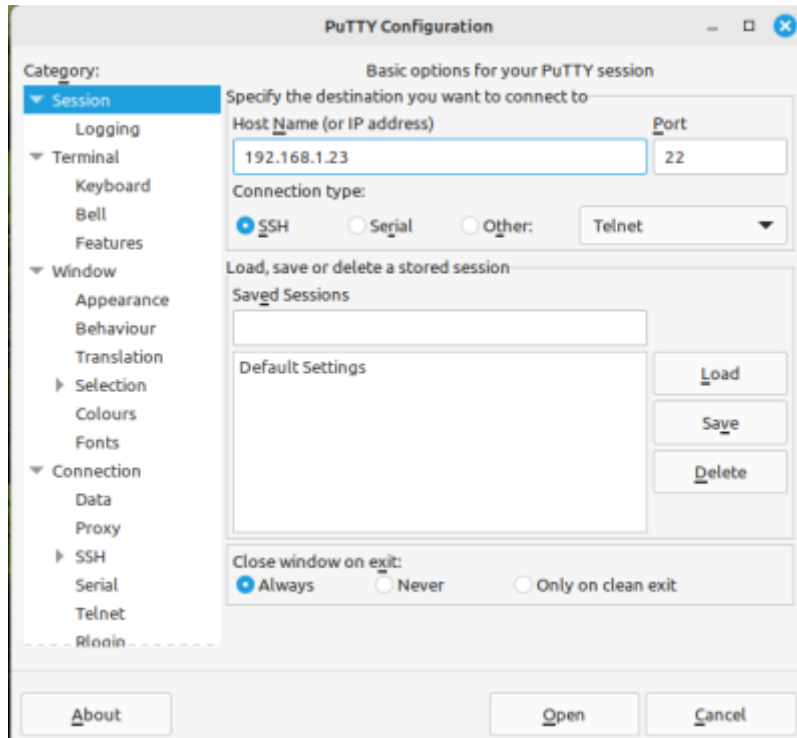 PuTTY Configuration
Category:
Session
Logging
Terminal
Keyboard
Bell
Features
Window
Appearance
Behaviour
Translation
Selection
Colours
Fonts
Connection
Data
Proxy
SSH
Serial
Telnet
Rlogin
Basic options for your PuTTY session
Specify the destination you want to connect to
Host Name (or IP address) Port
192.168.1.23 22
Connection type:
SSH Serial Other: Telnet
Load, save or delete a stored session
Saved Sessions
Default Settings
Load
Save
Delete
Close window on exit:
Always Never Only on clean exit
About Open Cancel